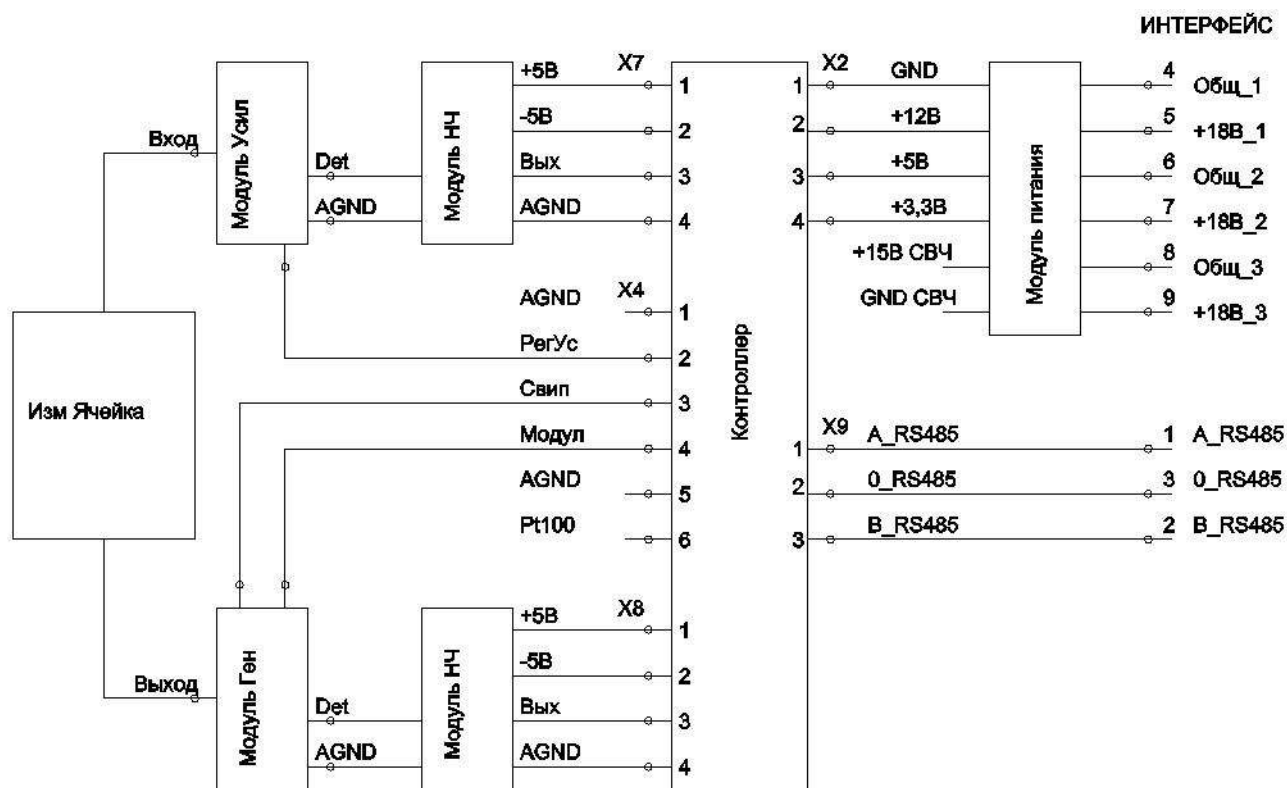 ИНТЕРФЕЙС
+5В X7 X2 GND 4 Общ_1
1 1
-5В +12В 5 +18В_1
2 2
Вход Модуль Усил Det Модуль НЧ Вых +5В 6 Общ_2
3 3
AGND AGND +3,3В 7 +18В_2
4 4
+15В СВЧ Модуль питания 8 Общ_3
AGND X4 GND СВЧ 9 +18В_3
1
РегУс
2
Изм Ячейка Свип Контроллер
3
Модул X9 A_RS485 1 A_RS485
4 1
AGND 0_RS485 3 0_RS485
5 2
Pt100 B_RS485 2 B_RS485
6 3
+5В X8
1
-5В
2
Выход Модуль Ген Det Модуль НЧ Вых
3
AGND AGND
4